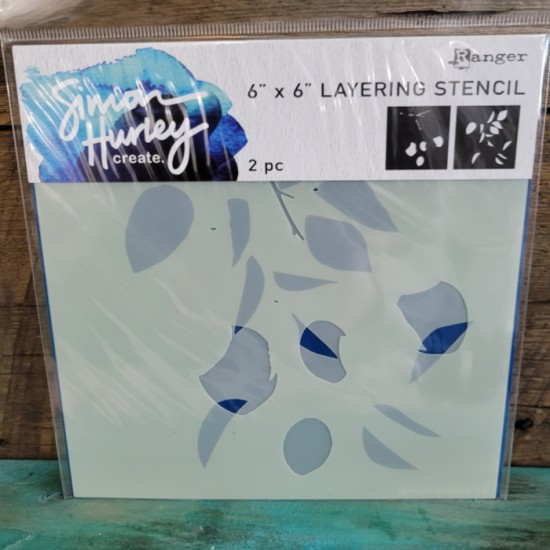 Ranger
Simon
Hurley
create.
6" x 6" LAYERING STENCIL
2 pc